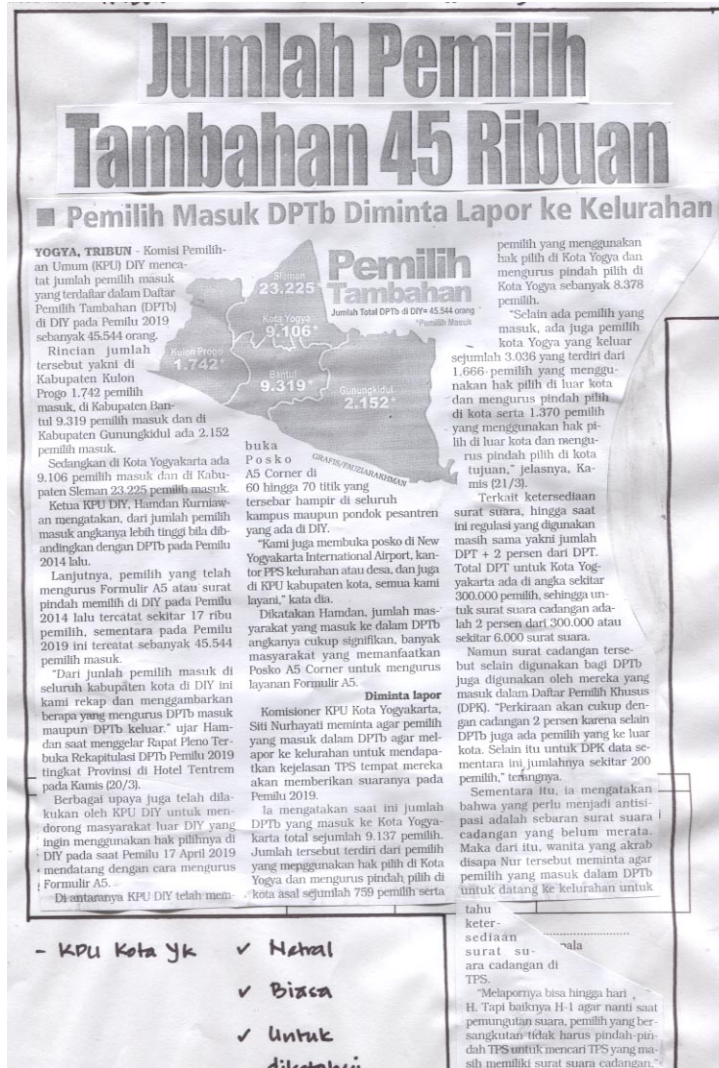 Jumlah Pemilih
Tambahan 45 Ribuan
■ Pemilih Masuk DPTb Diminta Lapor ke Kelurahan
YOGYA, TRIBUN - Komisi Pemilih-
an Umum (KPU) DIY menca-
tat jumlah pemilih masuk
yang terdaftar dalam Daftar
Pemilih Tambahan (DPTb)
di DIY pada Pemilu 2019
sebanyak 45.544 orang.
Rincian jumlah
tersebut yakni di
Kabupaten Kulon
Progo 1.742 pemilih
masuk, di Kabupaten Ban-
tul 9.319 pemilih masuk dan di
Kabupaten Gunungkidul ada 2.152
pemilih masuk.
Sedangkan di Kota Yogyakarta ada
9.106 pemilih masuk dan di Kabu-
paten Sleman 23.225 pemilih masuk.
Ketua KPU DIY, Hamdan Kurniaw-
an mengatakan, dari jumlah pemilih
masuk angkanya lebih tinggi bila dib-
andingkan dengan DPTb pada Pemilu
2014 lalu.
Lanjutnya, pemilih yang telah
mengurus Formulir A5 atau surat
pindah memilih di DIY pada Pemilu
2014 lalu tercatat sekitar 17 ribu
pemilih, sementara pada Pemilu
2019 ini tercatat sebanyak 45.544
pemilih masuk.
"Dari junlah pemilih masuk di
seluruh kabupaten kota di DIY ini
kami rekap dan menggambarkan
berapa yang mengurus DPTb masuk
maupun DPTb keluar." ujar Ham-
dan saat menggelar Rapat Pleno Ter-
buka Rekapitulasi DPTb Pemilu 2019
tingkat Provinsi di Hotel Tentrem
pada Kamis (20/3).
Berbagai upaya juga telah dila-
kukan oleh KPU DIY untuk men-
dorong masyarakat luar DIY yang
ingin menggunakan hak pilihnya di
DIY pada saat Pemilu 17 April 2019
mendatang dengan cara mengurus
Formulir A5.
Di antaranya KPU DIY telah mem-
Pemilih
Tambahan
Jumlah Total DPTb di DIY= 45.544 orang
*Pemilih Masuk
Sleman
23.225*
Kota Yogya
9.106*
Kulon Progo
1.742*
Bantul
9.319*
Gunungkidul
2.152*
GRAFIS/FAUZIARAKHMAN
buka
Posko
A5 Corner di
60 hingga 70 titik yang
tersebar hampir di seluruh
kampus maupun pondok pesantren
yang ada di DIY.
"Kami juga membuka posko di New
Yogyakarta International Airport, kan-
tor PPS kelurahan atau desa, dan juga
di KPU kabupaten kota, semua kami
layani," kata dia.
Dikatakan Hamdan, jumlah mas-
yarakat yang masuk ke dalam DPTb
angkanya cukup signifikan, banyak
masyarakat yang memanfaatkan
Posko A5 Corner untuk mengurus
layanan Formulir A5.
Diminta lapor
Komisioner KPU Kota Yogyakarta,
Siti Nurhayati meminta agar pemilih
yang masuk dalam DPTb agar mel-
apor ke kelurahan untuk mendapa-
tkan kejelasan TPS tempat mereka
akan memberikan suaranya pada
Pemilu 2019.
Ia mengatakan saat ini jumlah
DPTb yang masuk ke Kota Yogya-
karta total sejumlah 9.137 pemilih.
Jumlah tersebut terdiri dari pemilih
yang menggunakan hak pilih di Kota
Yogya dan mengurus pindah pilih di
kota asal sejumlah 759 pemilih serta
pemilih yang menggunakan
hak pilih di Kota Yogya dan
mengurus pindah pilih di
Kota Yogya sebanyak 8.378
pemilih.
"Selain ada pemilih yang
masuk, ada juga pemilih
kota Yogya yang keluar
sejumlah 3.036 yang terdiri dari
1.666 pemilih yang menggu-
nakan hak pilih di luar kota
dan mengurus pindah pilih
di kota serta 1.370 pemilih
yang menggunakan hak pi-
lih di luar kota dan mengu-
rus pindah pilih di kota
tujuan," jelasnya, Ka-
mis (21/3).
Terkait ketersediaan
surat suara, hingga saat
ini regulasi yang digunakan
masih sama yakni jumlah
DPT + 2 persen dari DPT.
Total DPT untuk Kota Yog-
yakarta ada di angka sekitar
300.000 pemilih, sehingga un-
tuk surat suara cadangan ada-
lah 2 persen dari 300.000 atau
sekitar 6.000 surat suara.
Namun surat cadangan terse-
but selain digunakan bagi DPTb
juga digunakan oleh mereka yang
masuk dalam Daftar Pemilih Khusus
(DPK). "Perkiraan akan cukup den-
gan cadangan 2 persen karena selain
DPTb juga ada pemilih yang ke luar
kota. Selain itu untuk DPK data se-
mentara ini jumlahnya sekitar 200
pemilih," terangnya.
Sementara itu, ia mengatakan
bahwa yang perlu menjadi antisi-
pasi adalah sebaran surat suara
cadangan yang belum merata.
Maka dari itu, wanita yang akrab
disapa Nur tersebut meminta agar
pemilih yang masuk dalam DPTb
untuk datang ke kelurahan untuk
tahu
keter-
sediaan
surat su-
ara cadangan di
TPS.
"Melapornya bisa hingga hari
H. Tapi baiknya H-1 agar nanti saat
pemungutan suara, pemilih yang ber-
sangkutan tidak harus pindah-pin-
dah TPS untuk mencari TPS yang ma-
sih memiliki surat suara cadangan,"
pala
- KPU Kota Yk
✓ Netral
✓ Biasa
✓ Untuk
diketahui